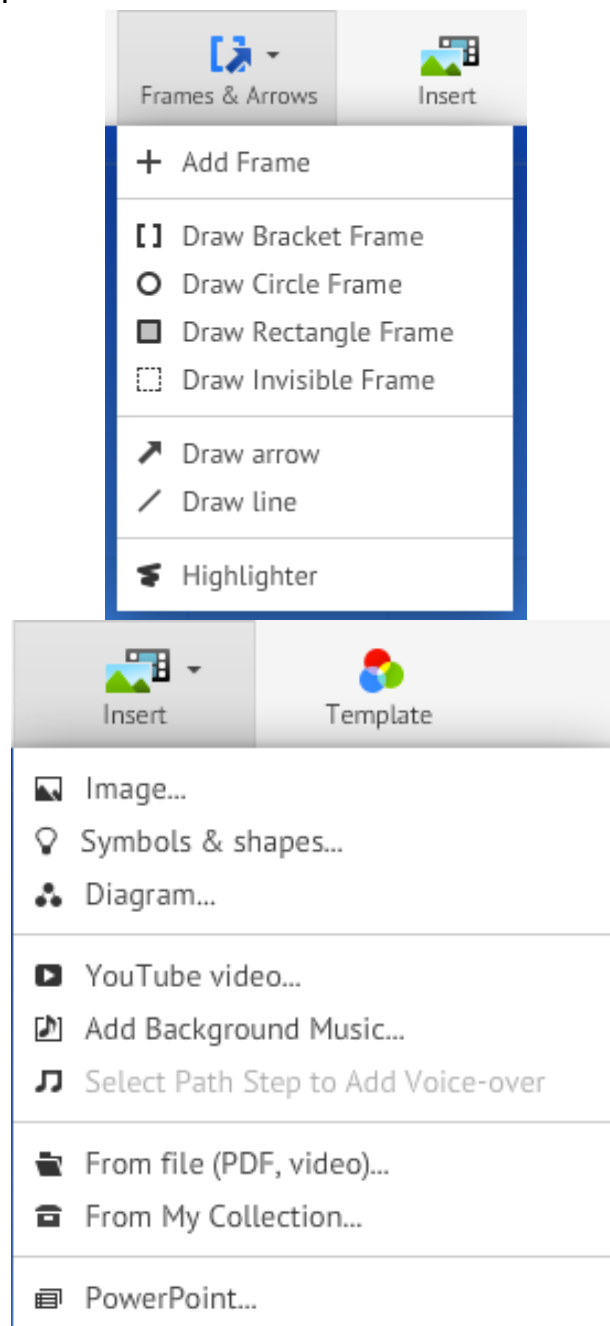 Frames & Arrows Insert
Add Frame
Draw Bracket Frame
Draw Circle Frame
Draw Rectangle Frame
Draw Invisible Frame
Draw arrow
Draw line
Highlighter
Insert Template
Image...
Symbols & shapes...
Diagram...
YouTube video...
Add Background Music...
Select Path Step to Add Voice-over
From file (PDF, video)...
From My Collection...
PowerPoint...